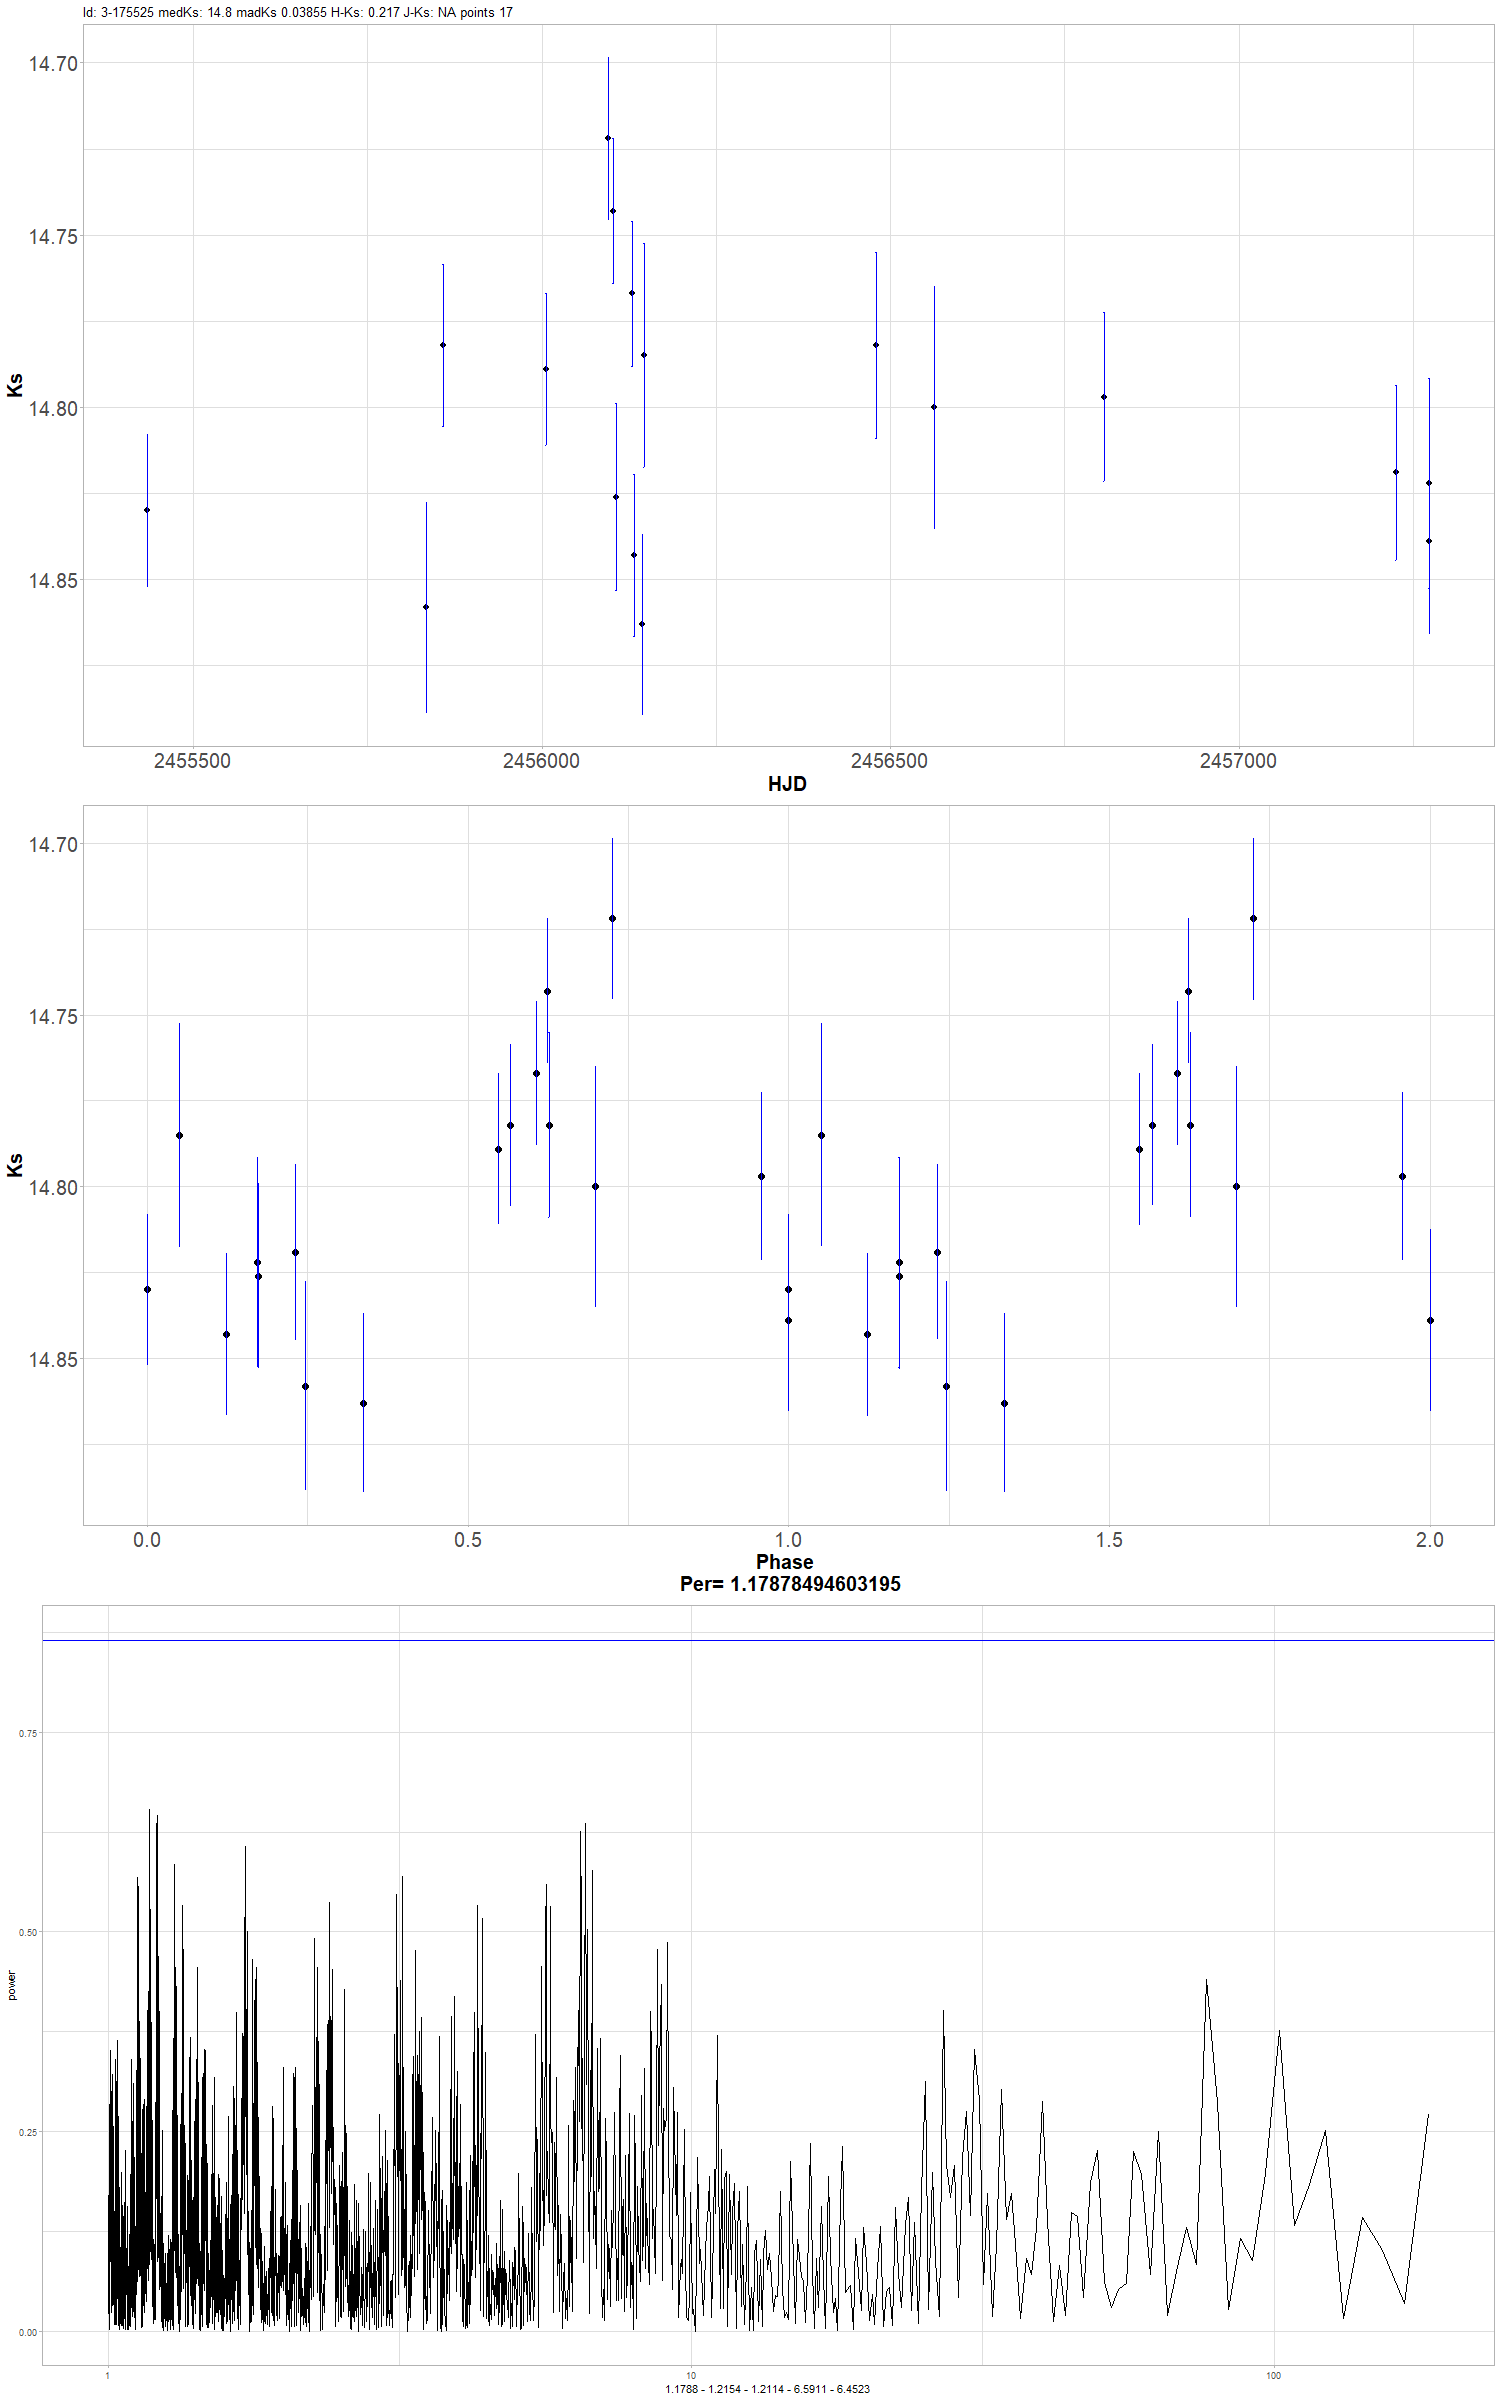 Id: 3-175525 medKs: 14.8 madKs 0.03855 H-Ks: 0.217 J-Ks: NA points 17
14.70
14.75
14.80
14.85
Ks
2455500 2456000 2456500 2457000
HJD
14.70
14.75
14.80
14.85
Ks
0.0 0.5 1.0 1.5 2.0
Phase
Per= 1.17878494603195
0.75
0.50
0.25
0.00
power
1 10 100
1.1788 - 1.2154 - 1.2114 - 6.5911 - 6.4523